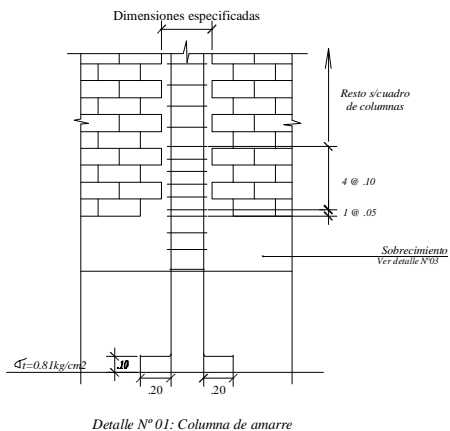 Dimensiones especificadas
Resto s/cuadro
de columnas
4 @ .10
1 @ .05
Sobrecimiento
Ver detalle Nº03
t=0.81kg/cm2
.10
.20
.20
Detalle Nº 01: Columna de amarre